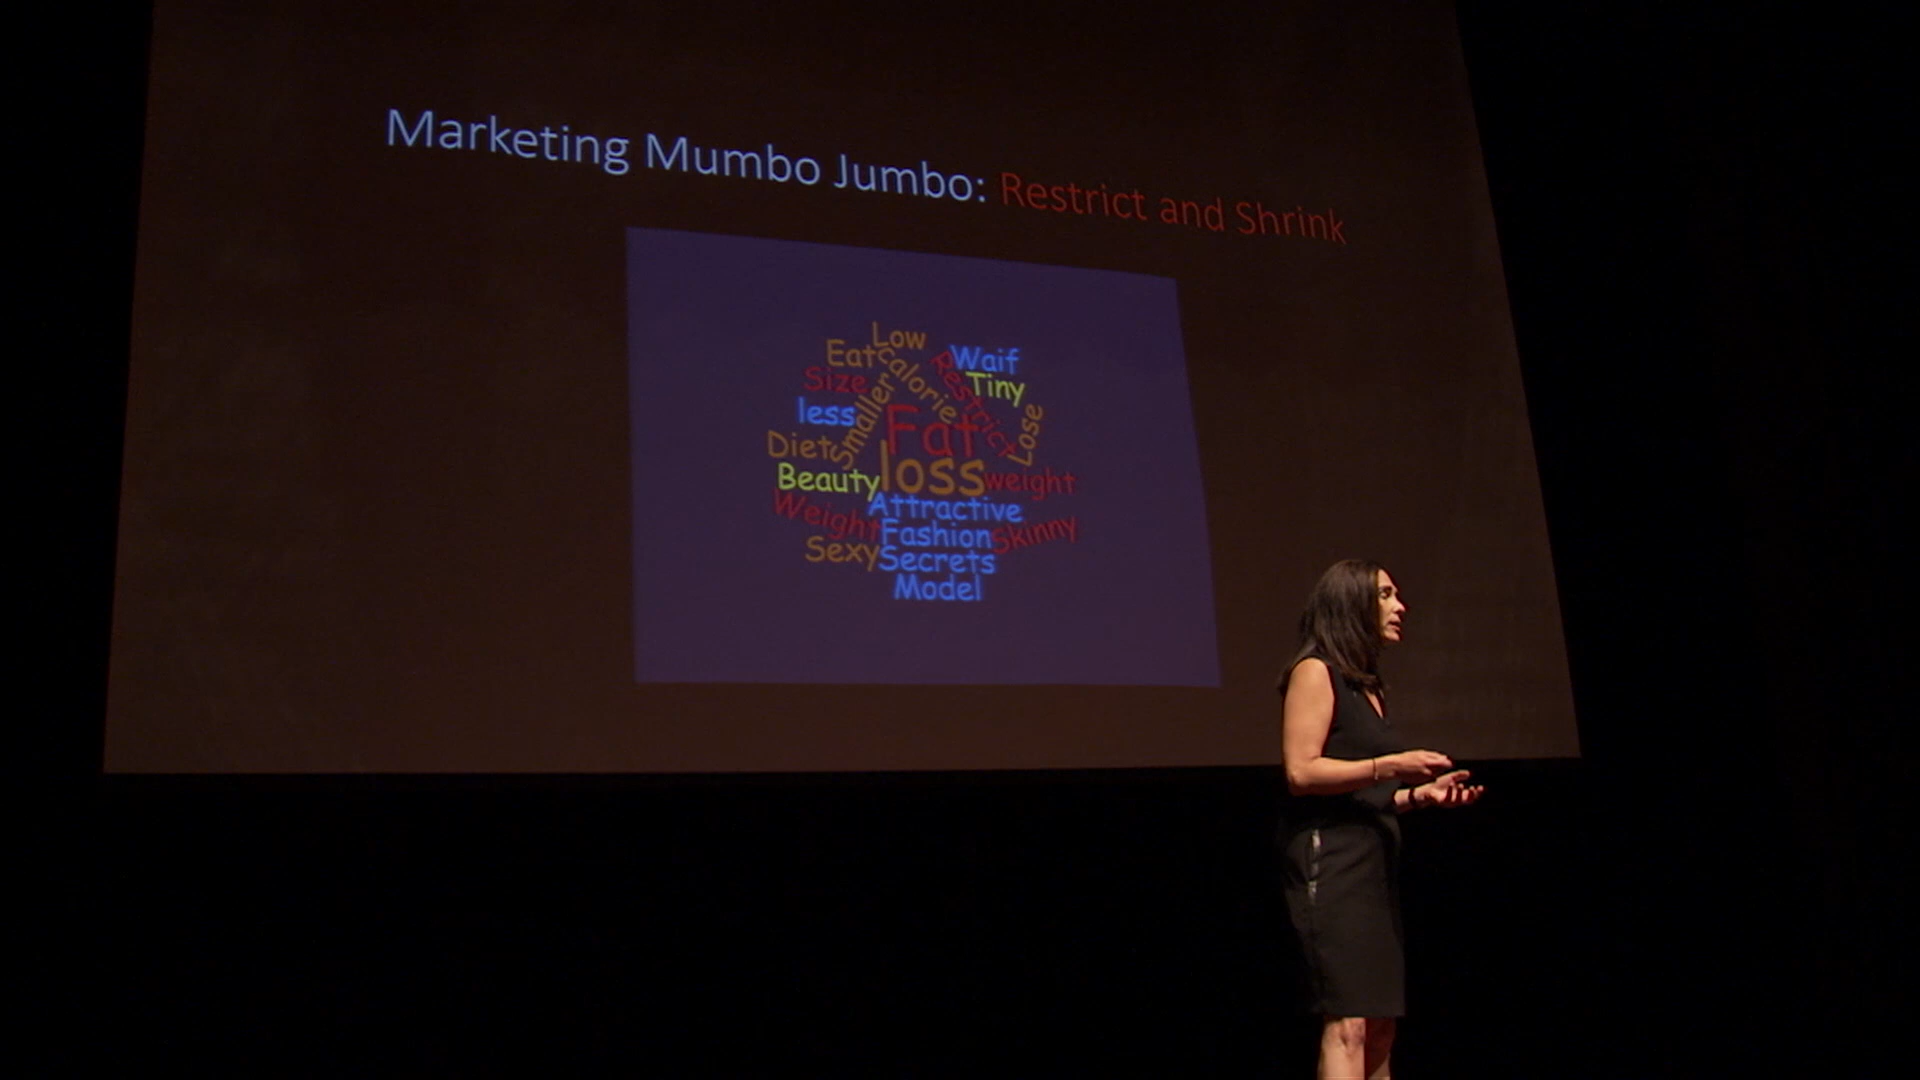 Marketing Mumbo Jumbo: Restrict and Shrink
Low
Eat
calorie
Restrict
Waif
Size
Smaller
Tiny
less
Lose
Fat
Diet
loss
Beauty
weight
Weight
Attractive
Fashion
Skinny
Sexy
Secrets
Model